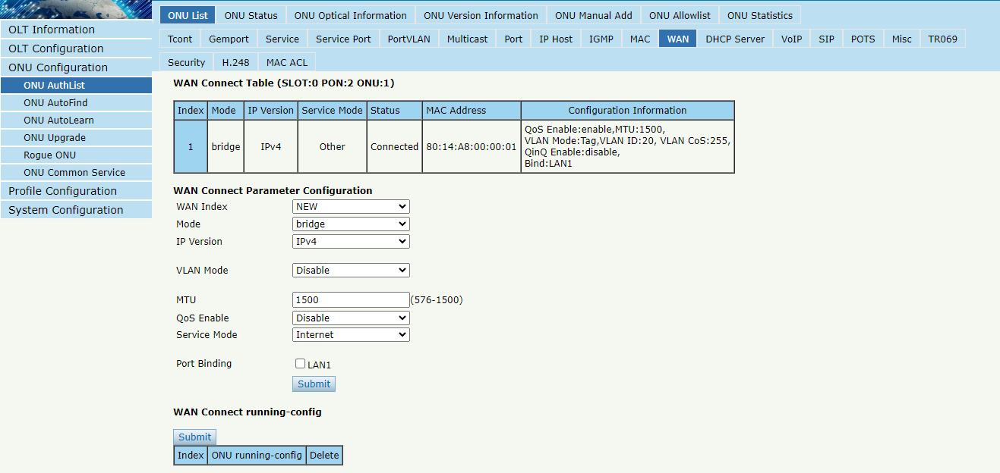 ONU List ONU Status ONU Optical Information ONU Version Information ONU Manual Add ONU Allowlist ONU Statistics
Tcont Gemport Service Service Port PortVLAN Multicast Port IP Host IGMP MAC WAN DHCP Server VoIP SIP POTS Misc TR069
Security H.248 MAC ACL
OLT Information
OLT Configuration
ONU Configuration
ONU AuthList
ONU AutoFind
ONU AutoLearn
ONU Upgrade
Rogue ONU
ONU Common Service
Profile Configuration
System Configuration
WAN Connect Table (SLOT:0 PON:2 ONU:1)
Index Mode IP Version Service Mode Status MAC Address Configuration Information
1 bridge IPv4 Other Connected 80:14:A8:00:00:01
QoS Enable:enable,MTU:1500,
VLAN Mode:Tag,VLAN ID:20, VLAN CoS:255,
QinQ Enable:disable,
Bind:LAN1
WAN Connect Parameter Configuration
WAN Index NEW
Mode bridge
IP Version IPv4
VLAN Mode Disable
MTU 1500 (576-1500)
QoS Enable Disable
Service Mode Internet
Port Binding LAN1
Submit
WAN Connect running-config
Submit
Index ONU running-config Delete